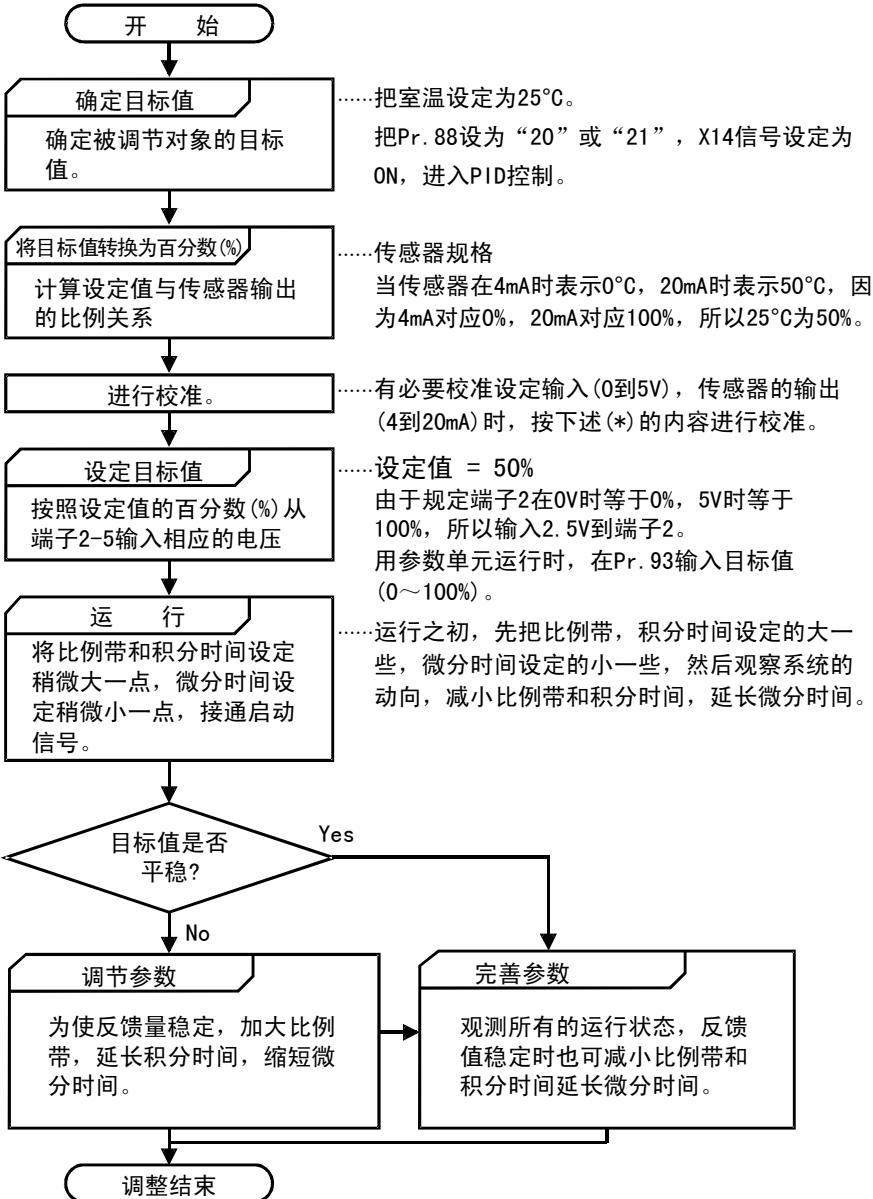 开 始
确定目标值
确定被调节对象的目标
值。
……把室温设定为25°C。
把Pr.88设为“20”或“21”，X14信号设定为
ON，进入PID控制。
将目标值转换为百分数(%)
计算设定值与传感器输出
的比例关系
……传感器规格
当传感器在4mA时表示0°C，20mA时表示50°C，因
为4mA对应0%，20mA对应100%，所以25°C为50%。
进行校准。
……有必要校准设定输入(0到5V)，传感器的输出
(4到20mA)时，按下述(*)的内容进行校准。
设定目标值
按照设定值的百分数(%)从
端子2-5输入相应的电压
……设定值 = 50%
由于规定端子2在0V时等于0%，5V时等于
100%，所以输入2.5V到端子2。
用参数单元运行时，在Pr.93输入目标值
(0～100%)。
运 行
将比例带和积分时间设定
稍微大一点，微分时间设
定稍微小一点，接通启动
信号。
……运行之初，先把比例带，积分时间设定的大一
些，微分时间设定的小一些，然后观察系统的
动向，减小比例带和积分时间，延长微分时间。
目标值是否
平稳?
Yes
No
调节参数
为使反馈量稳定，加大比例
带，延长积分时间，缩短微
分时间。
完善参数
观测所有的运行状态，反馈
值稳定时也可减小比例带和
积分时间延长微分时间。
调整结束